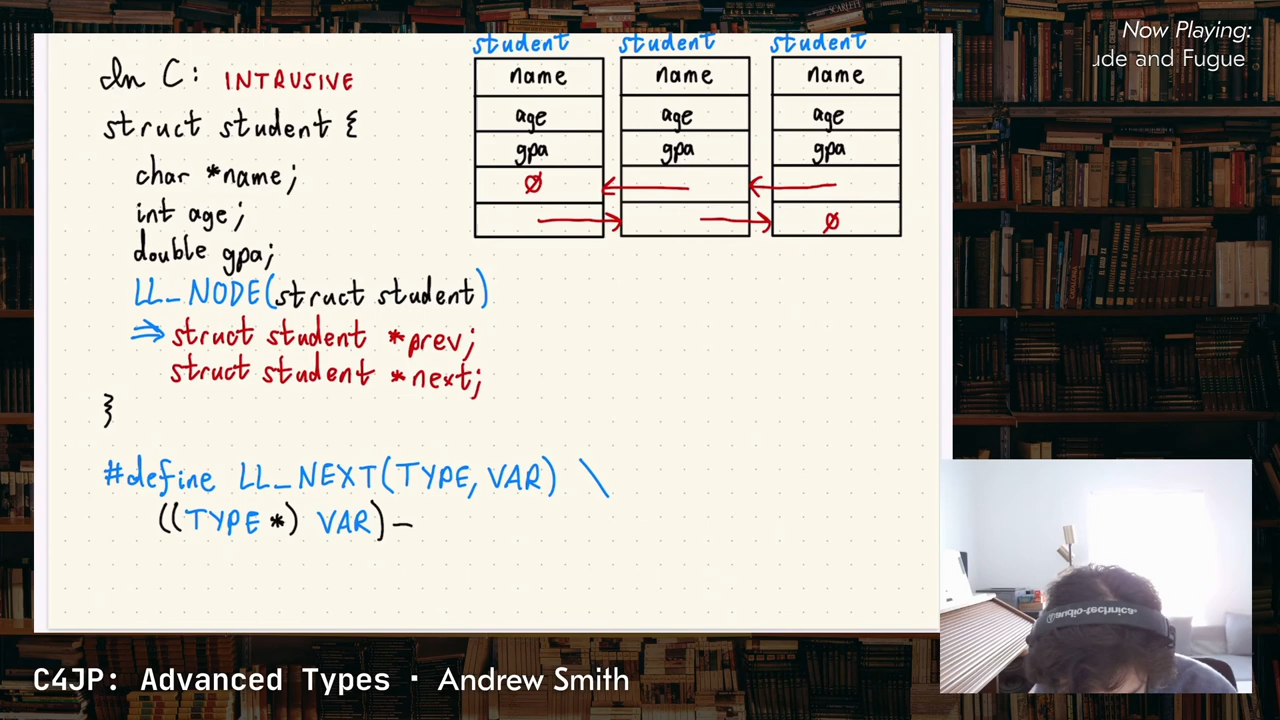 Now Playing:
ude and Fugue
In C: INTRUSIVE
struct student {
char *name;
int age;
double gpa;
LL_NODE(struct student)
⇒ struct student *prev;
struct student *next;
}
#define LL_NEXT(TYPE, VAR) \
((TYPE *) VAR) –
student student student
name name name
age age age
gpa gpa gpa
Ø
Ø
audio-technica
C4JP: Advanced Types · Andrew Smith